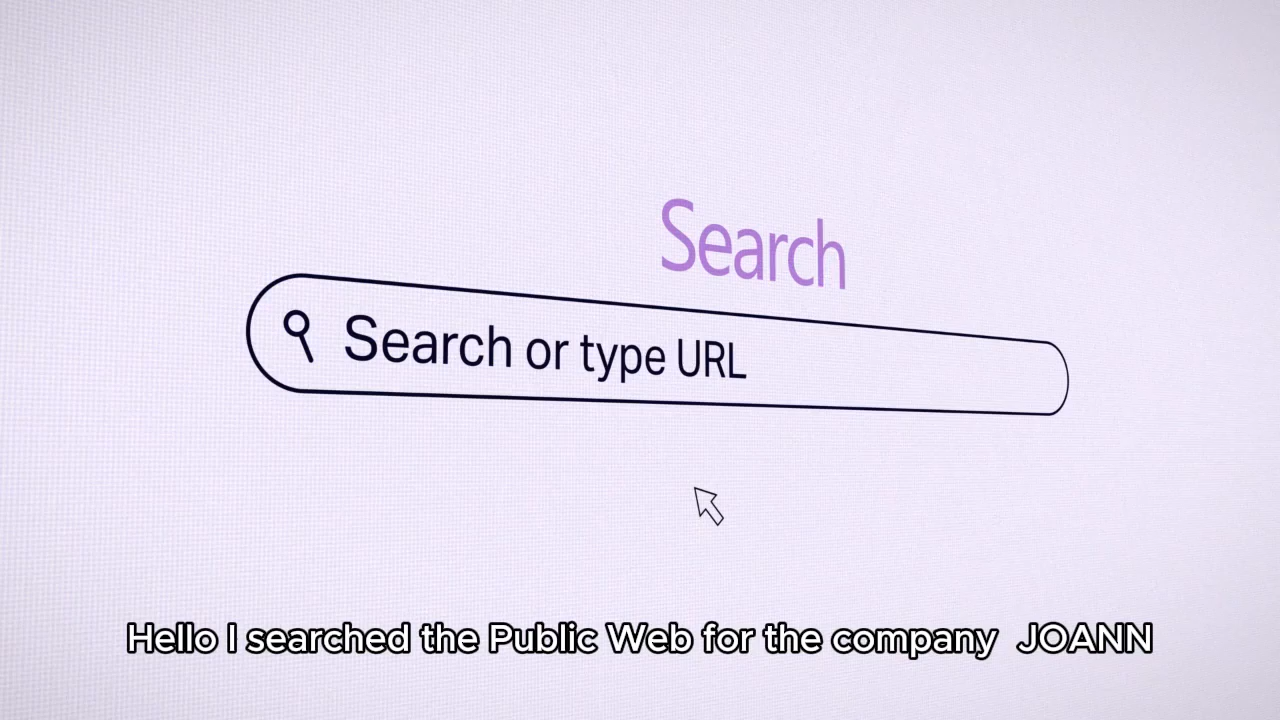 Search
Search or type URL
Hello I searched the Public Web for the company JOANN